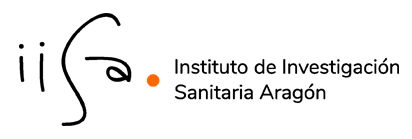 iisa
Instituto de Investigación
Sanitaria Aragón